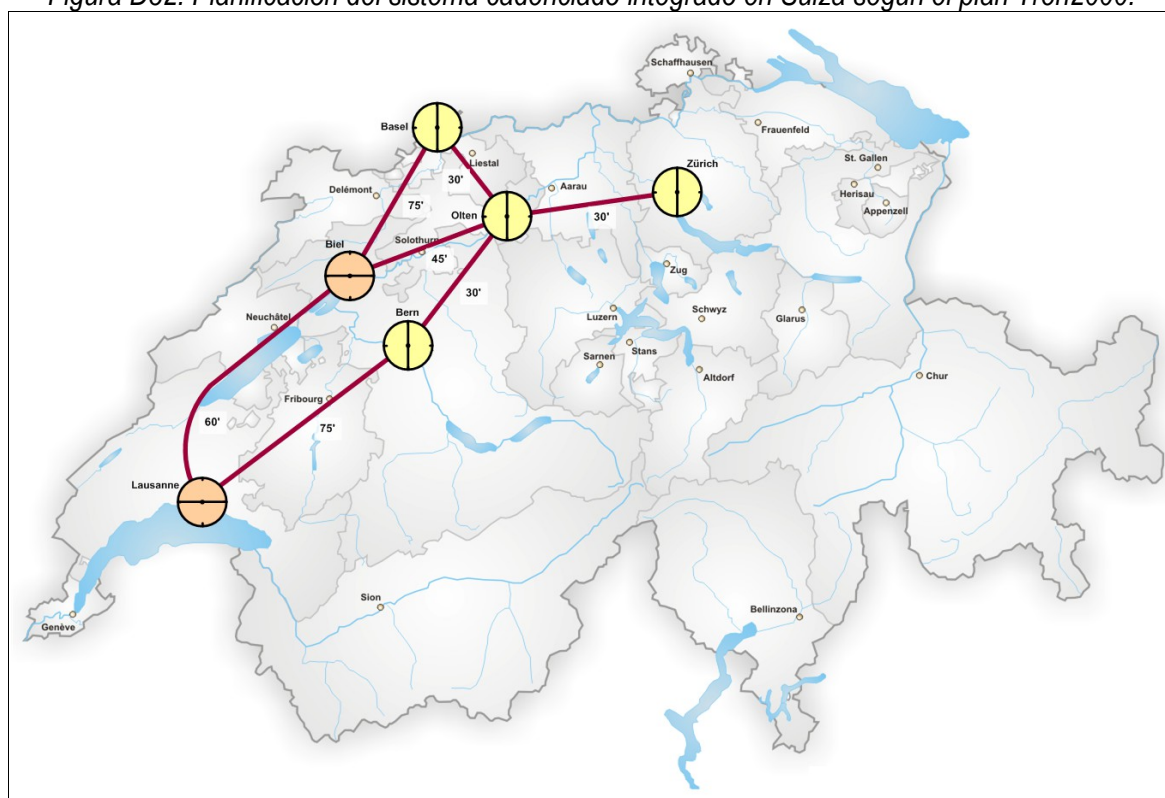 Figura D62. Planificación del sistema cadenciado integrado en Suiza según el plan Tren2000.
Schaffhausen
Basel
Frauenfeld
Liestal
Zürich
St. Gallen
30'
Delémont
Aarau
Herisau
75'
Olten
Appenzell
30'
Solothurn
Biel
45'
Zug
30'
Bern
Neuchâtel
Luzern
Schwyz
Glarus
Stans
Sarnen
Altdorf
Chur
Fribourg
60'
75'
Lausanne
Sion
Bellinzona
Genève